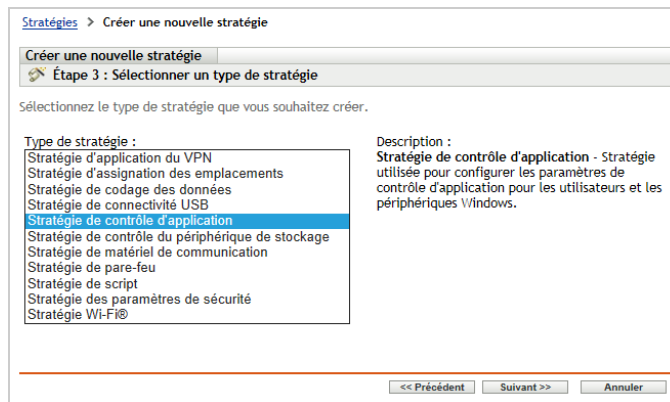 Stratégies > Créer une nouvelle stratégie
Créer une nouvelle stratégie
Étape 3 : Sélectionner un type de stratégie
Sélectionnez le type de stratégie que vous souhaitez créer.
Type de stratégie :
Stratégie d'application du VPN
Stratégie d'assignation des emplacements
Stratégie de codage des données
Stratégie de connectivité USB
Stratégie de contrôle d'application
Stratégie de contrôle du périphérique de stockage
Stratégie de matériel de communication
Stratégie de pare-feu
Stratégie de script
Stratégie des paramètres de sécurité
Stratégie Wi-Fi®
Description :
Stratégie de contrôle d'application - Stratégie
utilisée pour configurer les paramètres de
contrôle d'application pour les utilisateurs et les
périphériques Windows.
<< Précédent
Suivant >>
Annuler